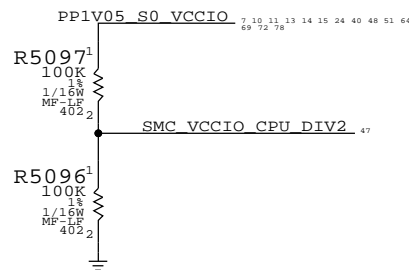 PP1V05_S0_VCCIO 7 10 11 13 14 15 24 40 48 51 64
69 72 78
R5097 1
100K
1%
1/16W
MF-LF
402 2
SMC_VCCIO_CPU_DIV2 47
R5096 1
100K
1%
1/16W
MF-LF
402 2